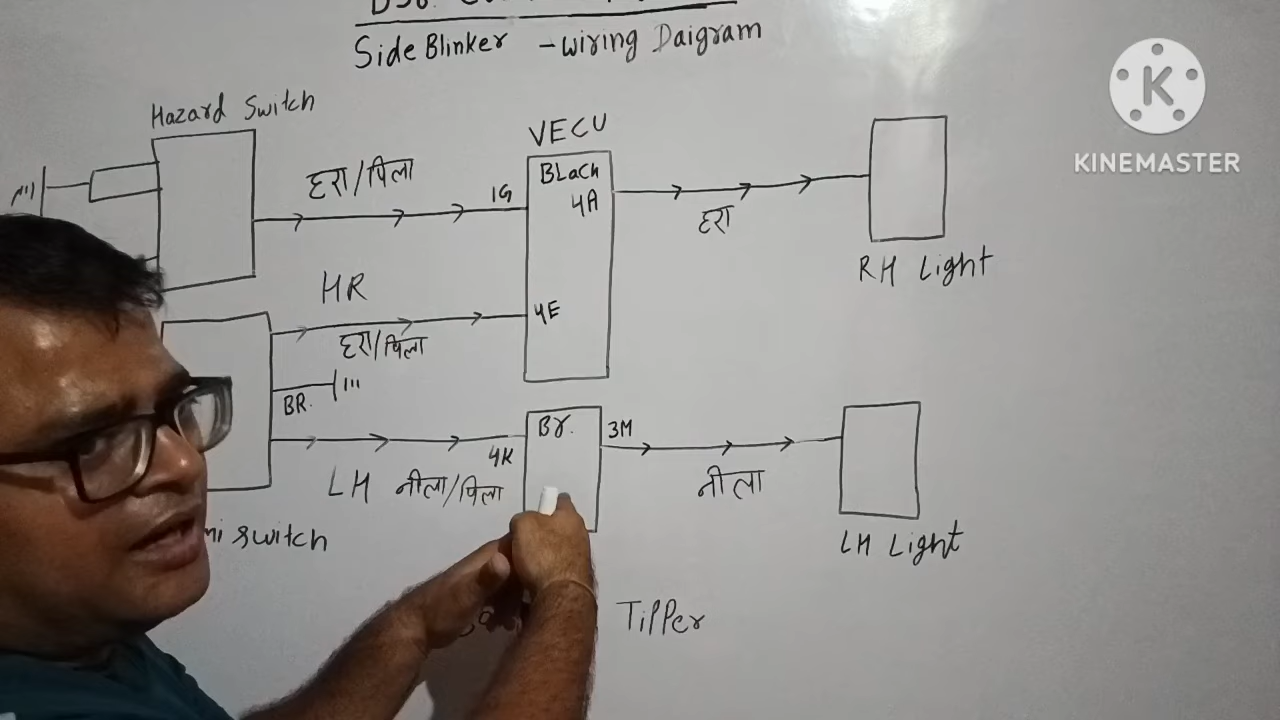 Side Blinker - wiring Daigram
Hazard Switch
VECU
हरा/पिला
1G
BLaCh
4A
हरा
RH Light
HR
4E
हरा/पिला
BR.
LH नीला/पिला
4K
Br.
3M
नीला
LH Light
switch
Tipper
KINEMASTER